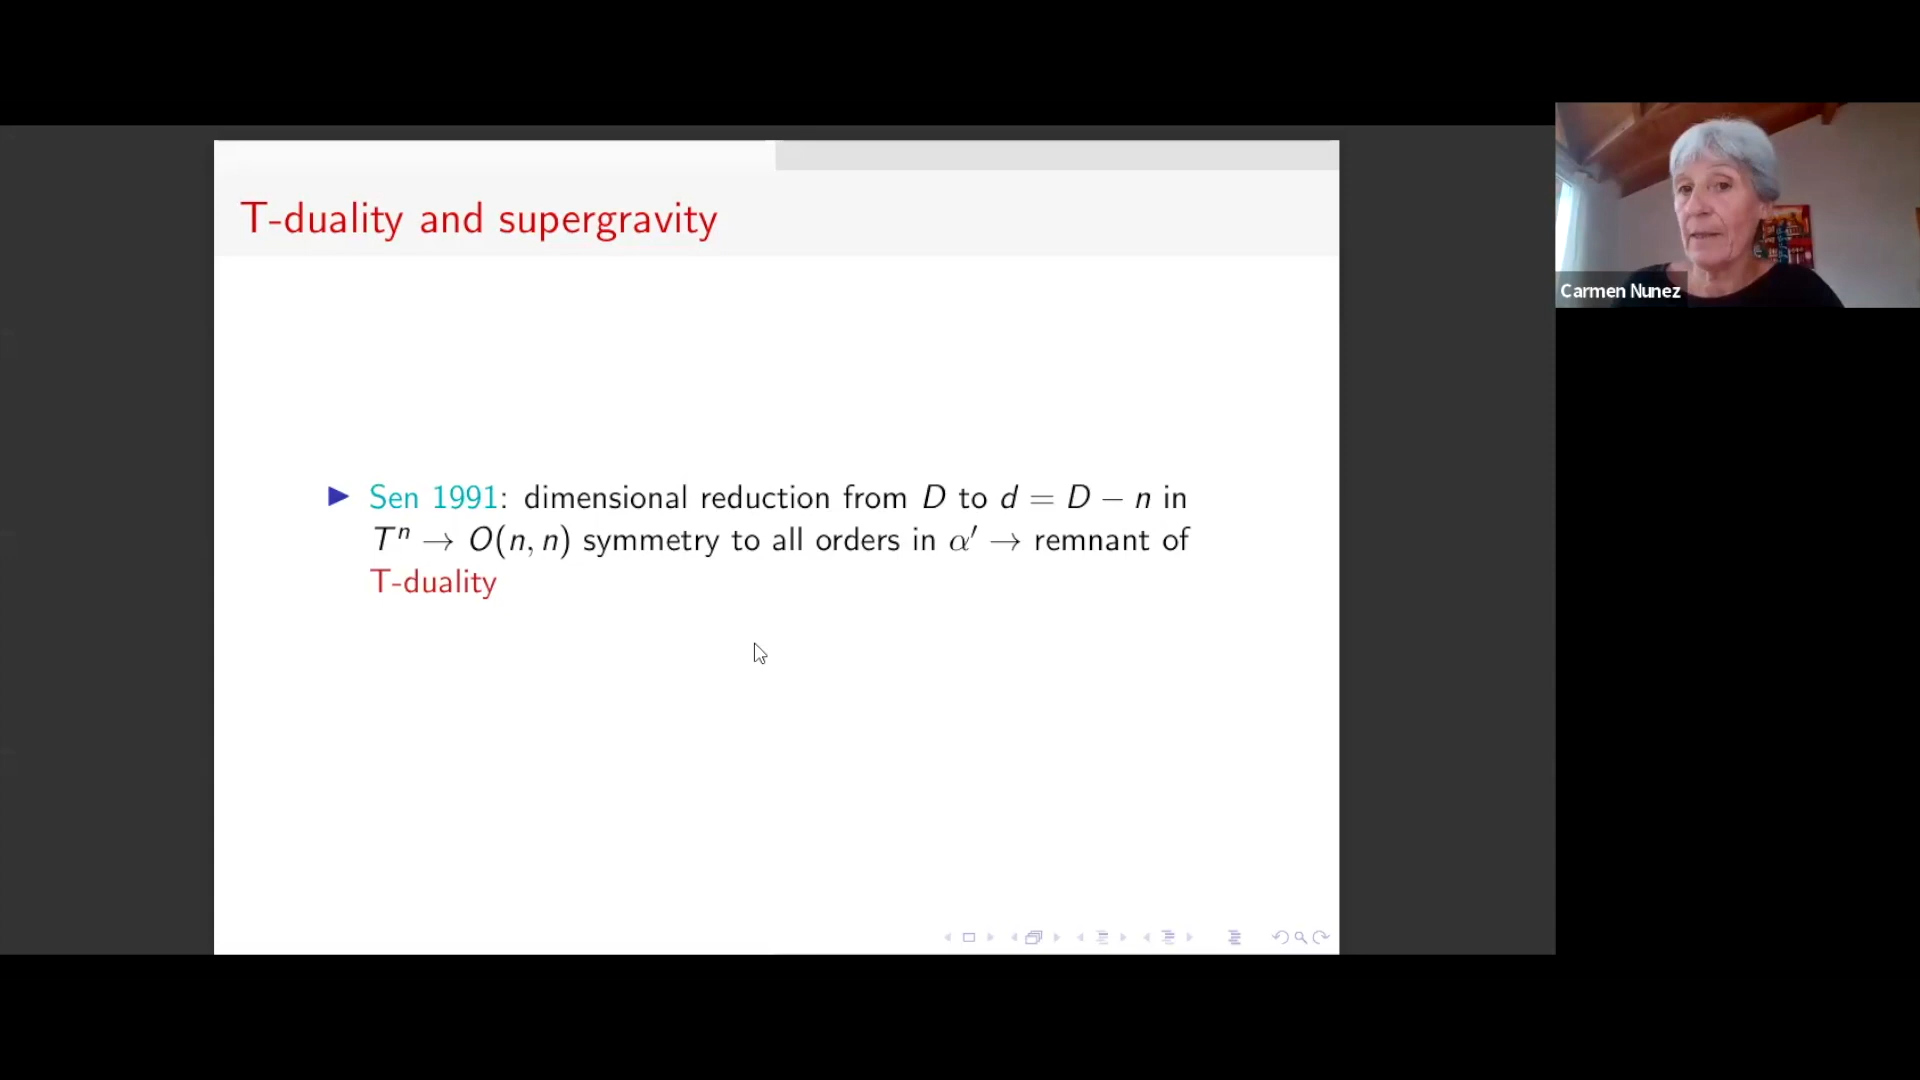 T-duality and supergravity
Carmen Nunez
▶ Sen 1991: dimensional reduction from D to d = D − n in
Tⁿ → O(n, n) symmetry to all orders in α′ → remnant of
T-duality